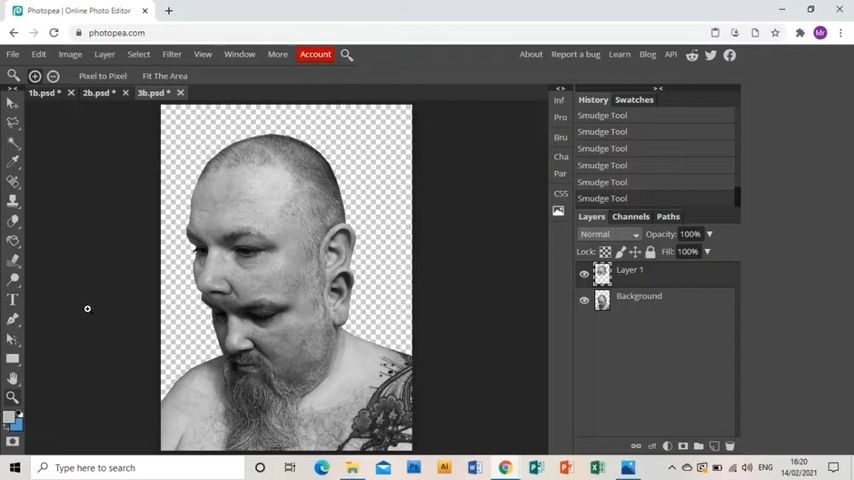 Photopea | Online Photo Editor
photopea.com
Mr
File Edit Image Layer Select Filter View Window More Account
About Report a bug Learn Blog API
Pixel to Pixel Fit The Area
1b.psd * 2b.psd * 3b.psd *
Inf
Pro
Bru
Cha
Par
CSS
History Swatches
Smudge Tool
Smudge Tool
Smudge Tool
Smudge Tool
Smudge Tool
Smudge Tool
Layers Channels Paths
Normal Opacity: 100%
Lock: Fill: 100%
Layer 1
Background
eff
Type here to search
ENG
16:20
14/02/2021